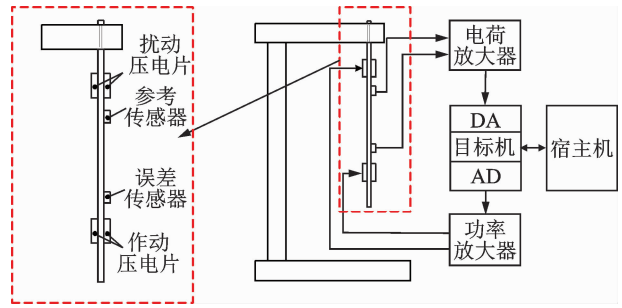 扰动
压电片
参考
传感器
误差
传感器
作动
压电片
电荷
放大器
DA
目标机
AD
宿主机
功率
放大器